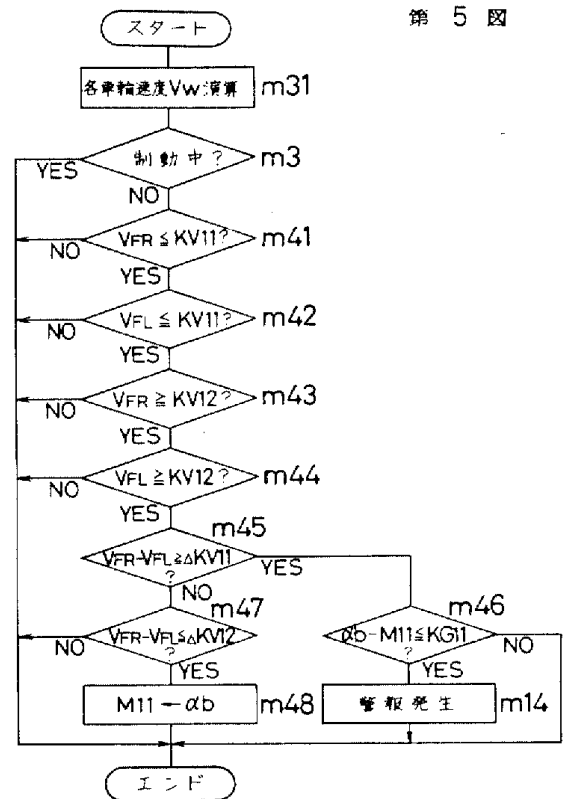 第 5 図
スタート
各車輪速度Vw演算 m31
制動中? m3
YES
NO
VFR ≦ KV11? m41
NO
YES
VFL ≦ KV11? m42
NO
YES
VFR ≧ KV12? m43
NO
YES
VFL ≧ KV12? m44
NO
YES
m45
VFR-VFL≧△KV11
?
YES
NO
m47
VFR-VFL≦△KV12
?
NO
YES
m46
αb-M11≦KG11
?
NO
YES
M11←αb m48
警報発生 m14
エンド